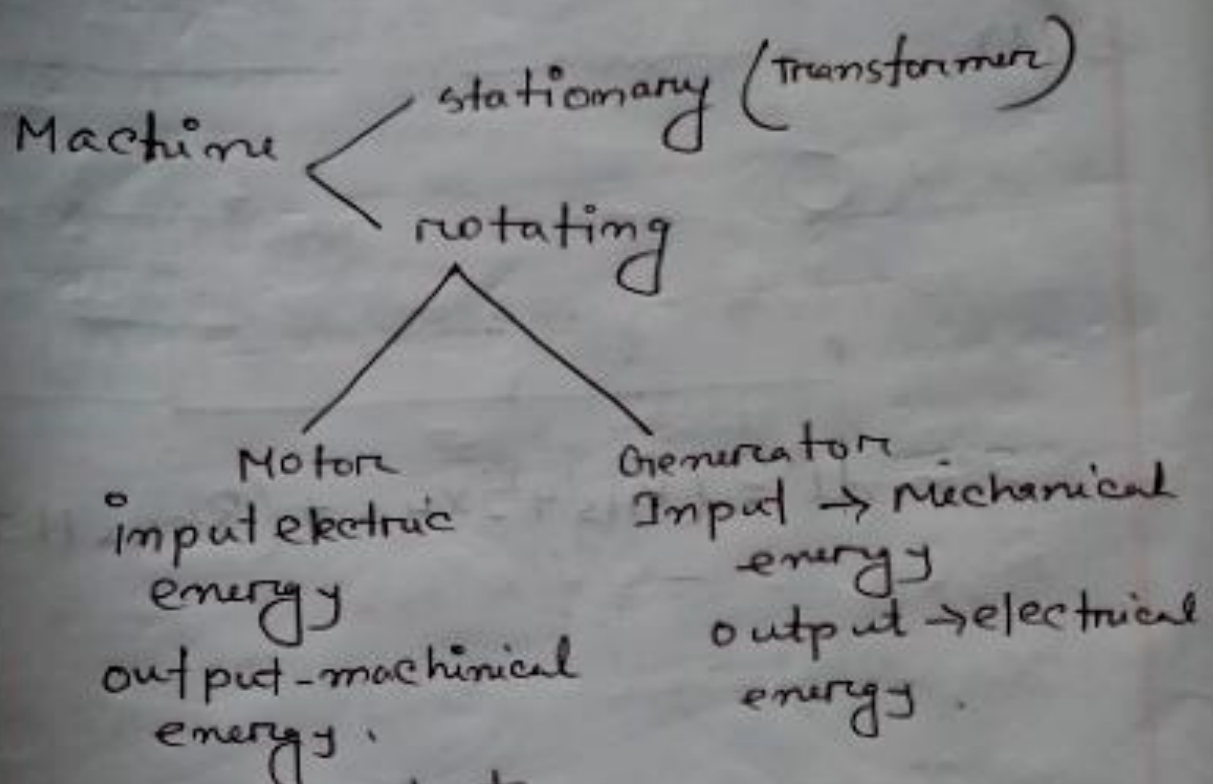 Machine
stationary (Transformer)
rotating
Motor
input electric
energy
output - machinical
energy.
Generator
Input → Mechanical
energy
output → electrical
energy.